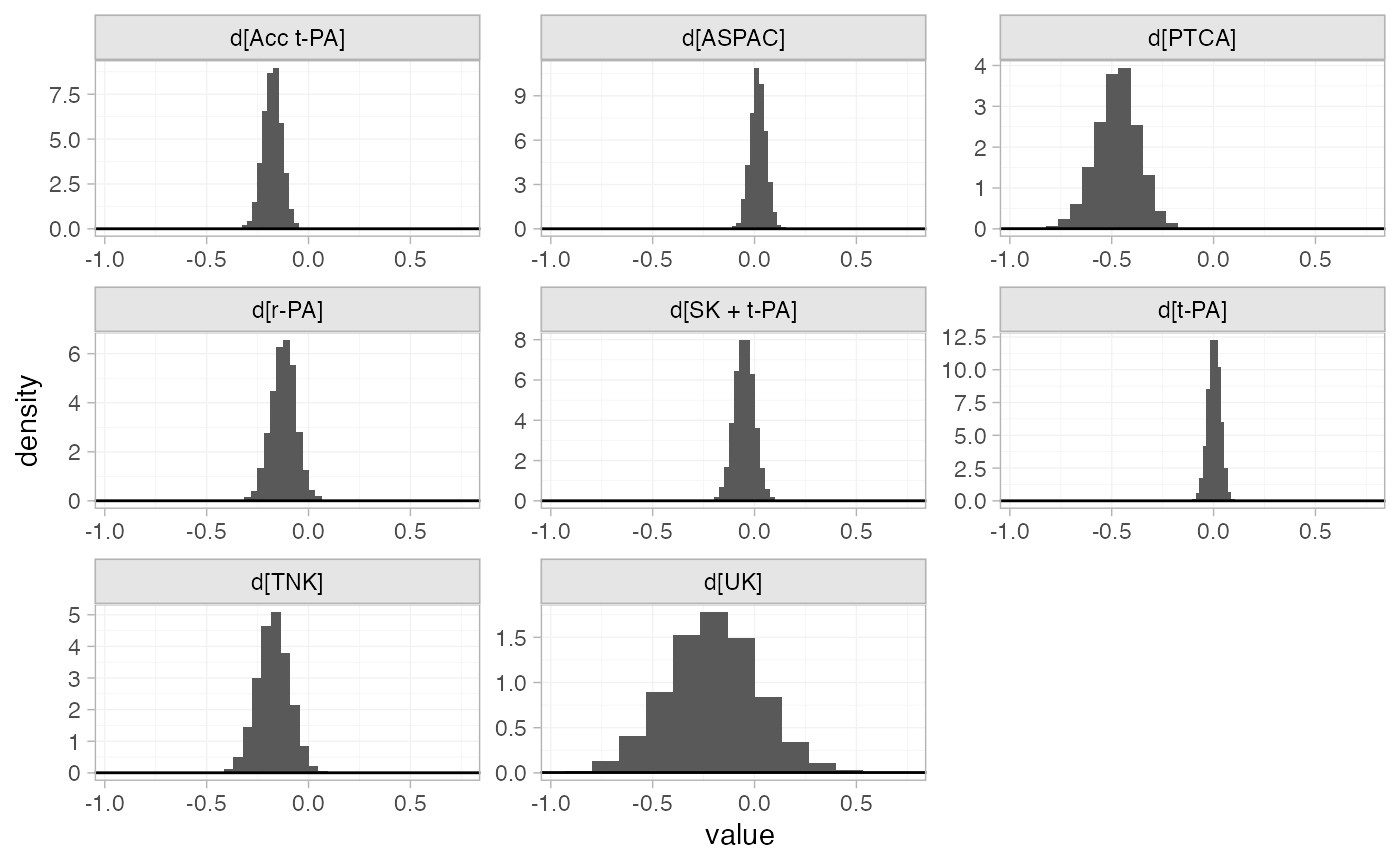 d[Acc t-PA] d[ASPAC] d[PTCA]
7.5 5.0 2.5 0.0
9 6 3 0
4 3 2 1 0
-1.0 -0.5 0.0 0.5 -1.0 -0.5 0.0 0.5 -1.0 -0.5 0.0 0.5
d[r-PA] d[SK + t-PA] d[t-PA]
6 4 2 0
8 6 4 2 0
12.5 10.0 7.5 5.0 2.5 0.0
-1.0 -0.5 0.0 0.5 -1.0 -0.5 0.0 0.5 -1.0 -0.5 0.0 0.5
density
d[TNK] d[UK]
5 4 3 2 1 0
1.5 1.0 0.5 0.0
-1.0 -0.5 0.0 0.5 -1.0 -0.5 0.0 0.5
value